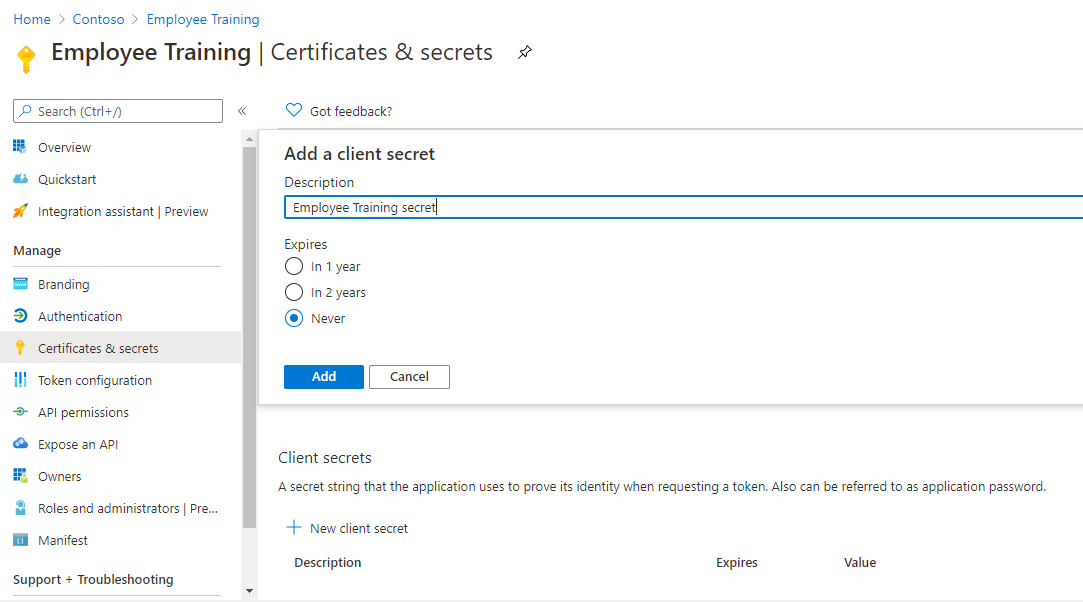 Home > Contoso > Employee Training
Employee Training | Certificates & secrets
Search (Ctrl+/)
«
Got feedback?
Overview
Quickstart
Integration assistant | Preview
Manage
Branding
Authentication
Certificates & secrets
Token configuration
API permissions
Expose an API
Owners
Roles and administrators | Pre...
Manifest
Support + Troubleshooting
Add a client secret
Description
Employee Training secret
Expires
In 1 year
In 2 years
Never
Add Cancel
Client secrets
A secret string that the application uses to prove its identity when requesting a token. Also can be referred to as application password.
New client secret
Description Expires Value